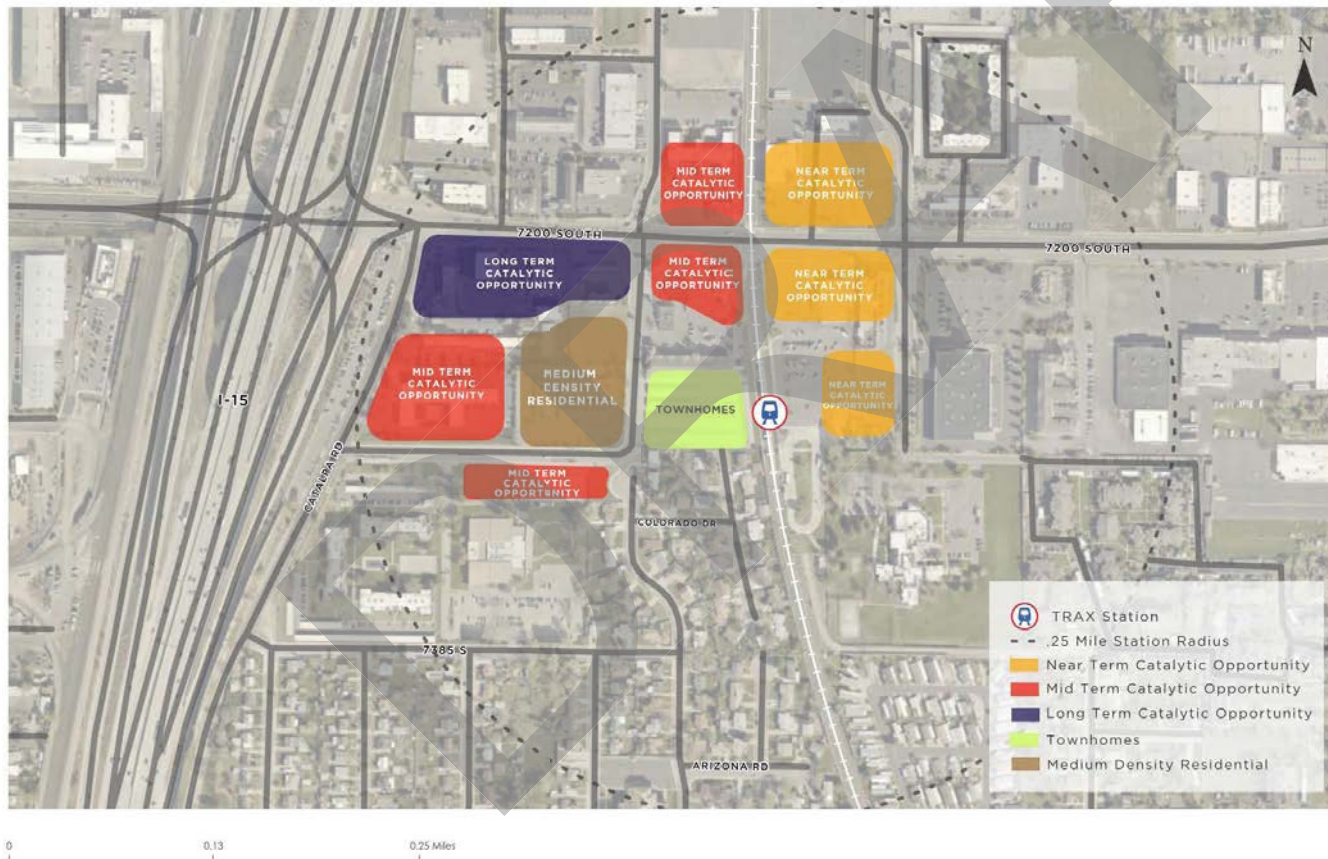 N
MID TERM
CATALYTIC
OPPORTUNITY
NEAR TERM
CATALYTIC
OPPORTUNITY
7200 SOUTH
7200 SOUTH
LONG TERM
CATALYTIC
OPPORTUNITY
MID TERM
CATALYTIC
OPPORTUNITY
NEAR TERM
CATALYTIC
OPPORTUNITY
MID TERM
CATALYTIC
OPPORTUNITY
MEDIUM
DENSITY
RESIDENTIAL
TOWNHOMES
NEAR TERM
CATALYTIC
OPPORTUNITY
I-15
CATALPA RD
MID TERM
CATALYTIC
OPPORTUNITY
COLORADO DR
7385 S
ARIZONA RD
TRAX Station
.25 Mile Station Radius
Near Term Catalytic Opportunity
Mid Term Catalytic Opportunity
Long Term Catalytic Opportunity
Townhomes
Medium Density Residential
0 0.13 0.25 Miles